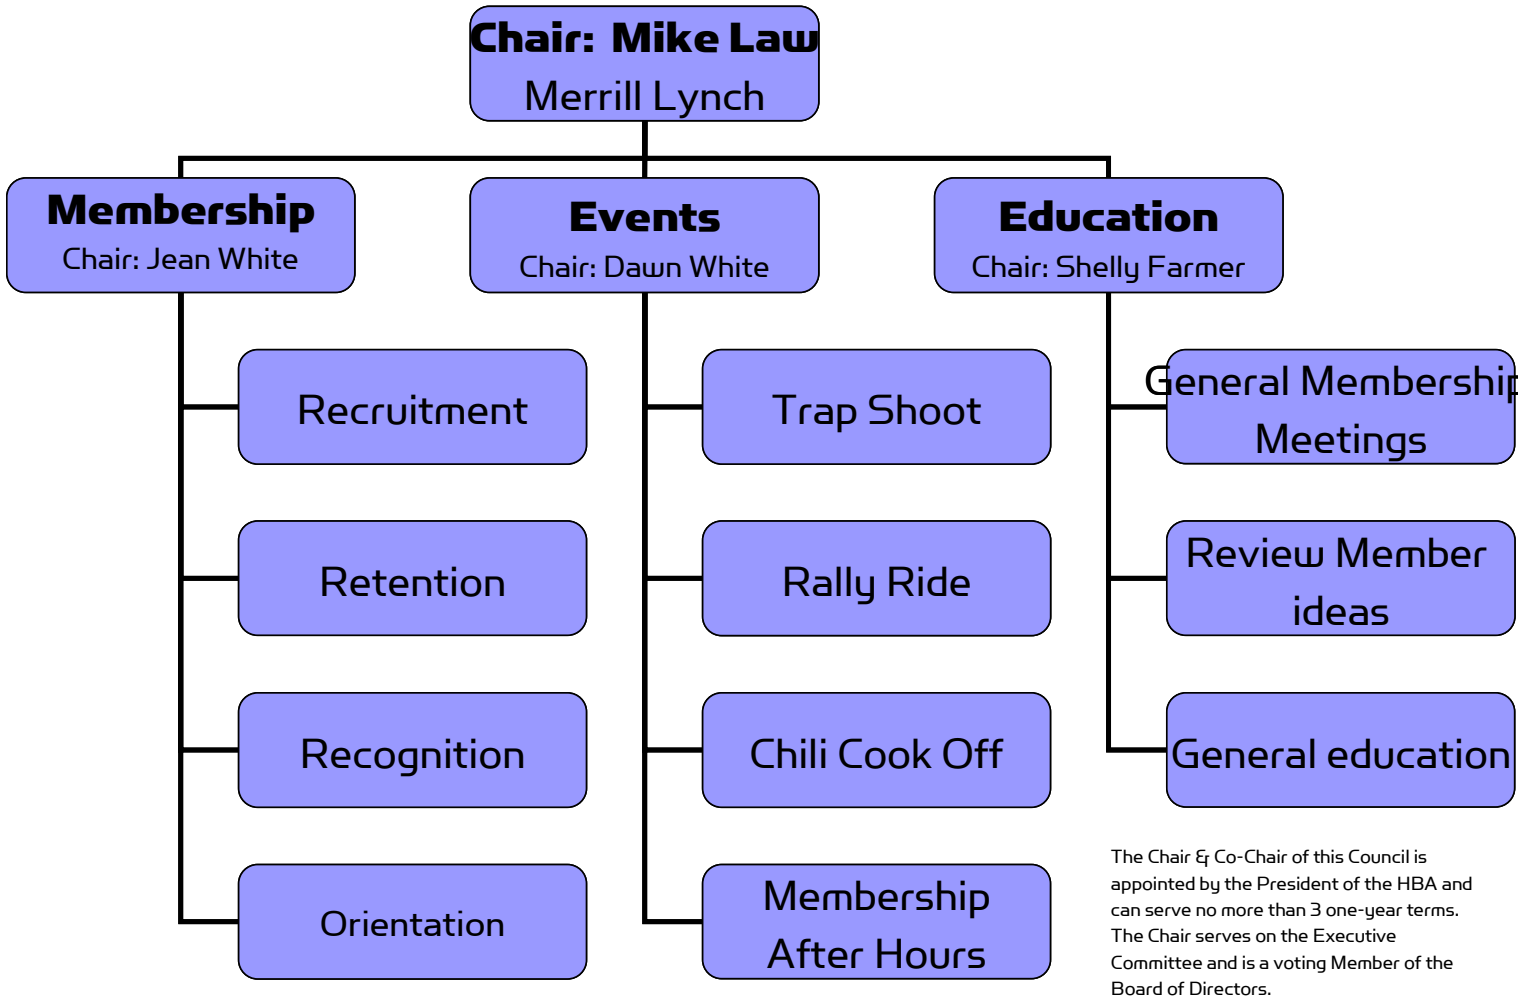 Chair:  Mike Law
Merrill Lynch
Membership
Chair: Jean White
Events
Chair: Dawn White
Education
Chair: Shelly Farmer
Recruitment
Retention
Recognition
Orientation
Trap Shoot
Rally Ride
Chili Cook Off
Membership
After Hours
General Membership
Meetings
Review Member
ideas
General education
The Chair & Co-Chair of this Council is
appointed by the President of the HBA and
can serve no more than 3 one-year terms.
The Chair serves on the Executive
Committee and is a voting Member of the
Board of Directors.